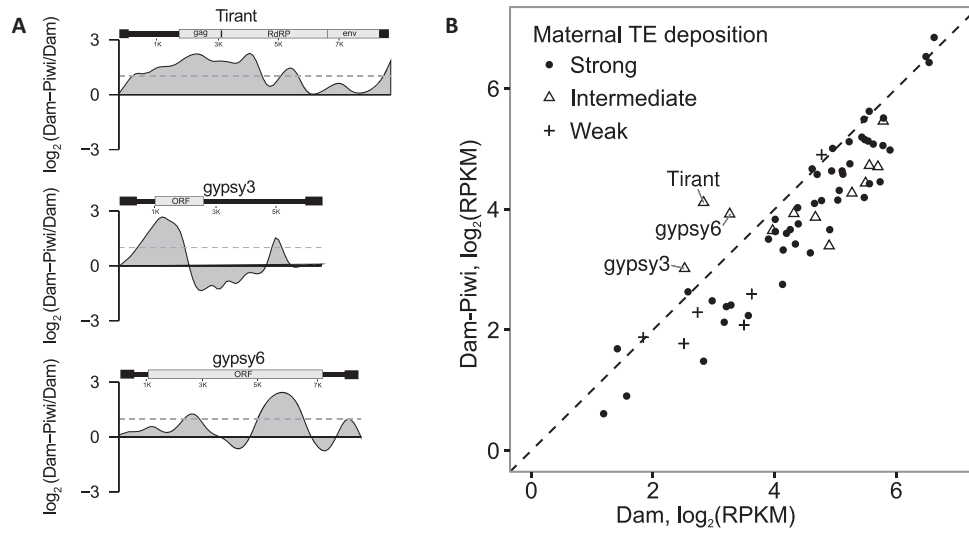 A
Tirant
gag RdRP env
1K 3K 5K 7K
3
0
−3
log2(Dam−Piwi/Dam)
gypsy3
ORF
1K 3K 5K
3
0
−3
log2(Dam−Piwi/Dam)
gypsy6
ORF
1K 3K 5K 7K
3
0
−3
log2(Dam−Piwi/Dam)
B
Maternal TE deposition
Strong
Intermediate
Weak
Tirant
gypsy6
gypsy3
6
4
2
0
Dam-Piwi, log2(RPKM)
0 2 4 6
Dam, log2(RPKM)